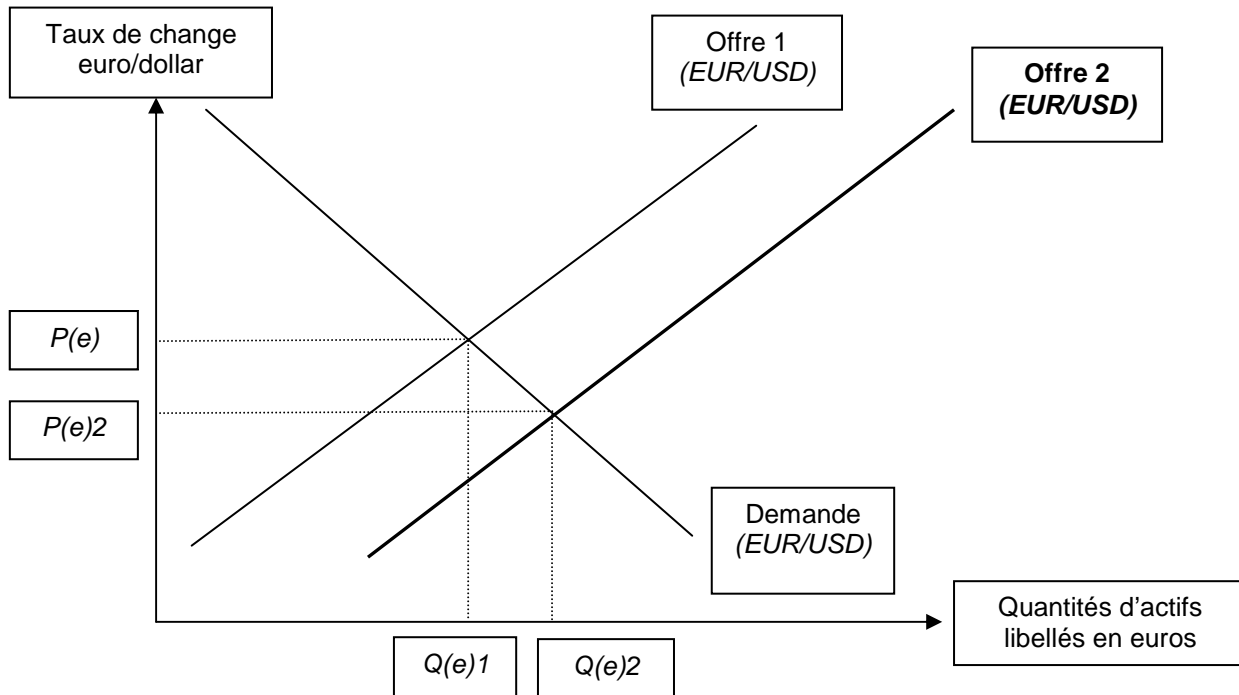 Taux de change
euro/dollar
Offre 1
(EUR/USD)
Offre 2
(EUR/USD)
P(e)
P(e)2
Demande
(EUR/USD)
Quantités d'actifs
libellés en euros
Q(e)1
Q(e)2